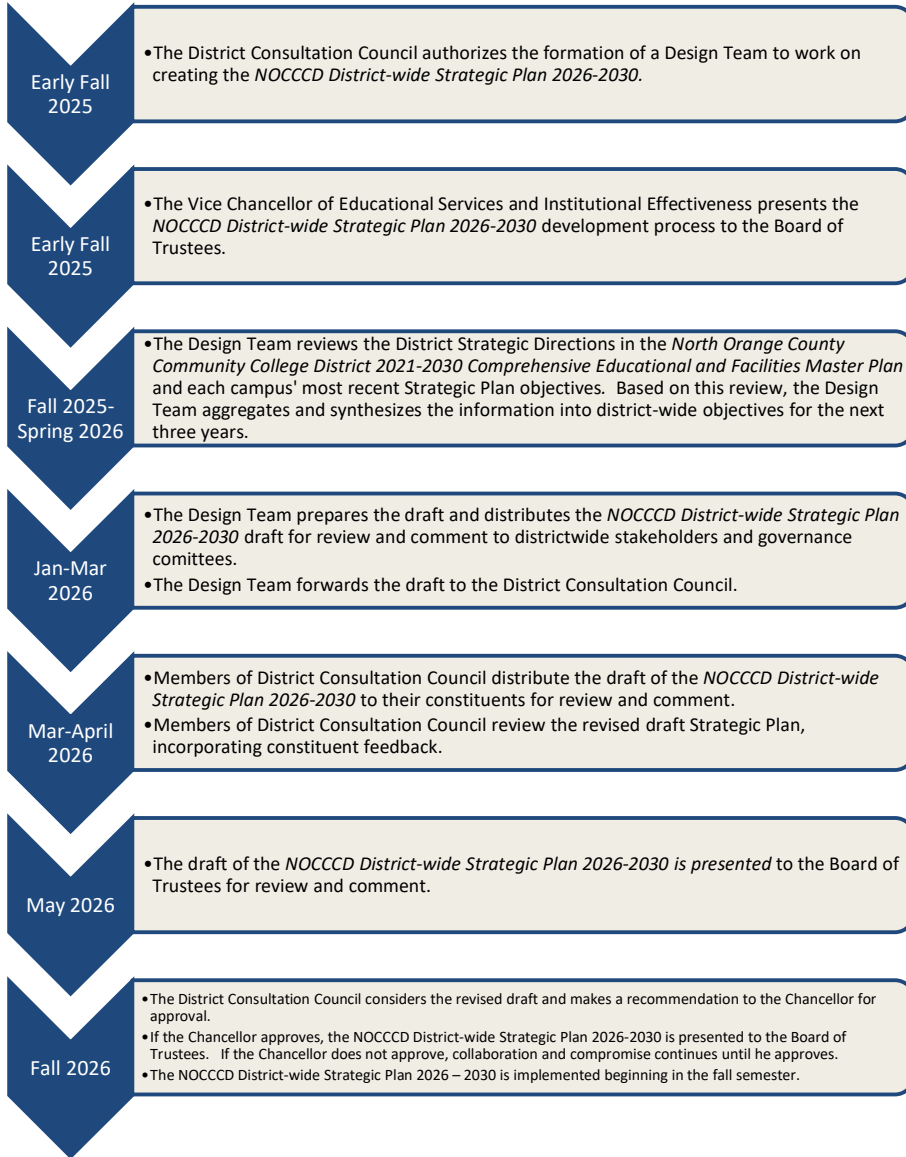 Early Fall
2025
•The District Consultation Council authorizes the formation of a Design Team to work on
creating the NOCCCD District-wide Strategic Plan 2026-2030.
Early Fall
2025
•The Vice Chancellor of Educational Services and Institutional Effectiveness presents the
NOCCCD District-wide Strategic Plan 2026-2030 development process to the Board of
Trustees.
Fall 2025-
Spring 2026
•The Design Team reviews the District Strategic Directions in the North Orange County
Community College District 2021-2030 Comprehensive Educational and Facilities Master Plan
and each campus' most recent Strategic Plan objectives.  Based on this review, the Design
Team aggregates and synthesizes the information into district-wide objectives for the next
three years.
Jan-Mar
2026
•The Design Team prepares the draft and distributes the NOCCCD District-wide Strategic Plan
2026-2030 draft for review and comment to districtwide stakeholders and governance
comittees.
•The Design Team forwards the draft to the District Consultation Council.
Mar-April
2026
•Members of District Consultation Council distribute the draft of the NOCCCD District-wide
Strategic Plan 2026-2030 to their constituents for review and comment.
•Members of District Consultation Council review the revised draft Strategic Plan,
incorporating constituent feedback.
May 2026
•The draft of the NOCCCD District-wide Strategic Plan 2026-2030 is presented to the Board of
Trustees for review and comment.
Fall 2026
•The District Consultation Council considers the revised draft and makes a recommendation to the Chancellor for
approval.
•If the Chancellor approves, the NOCCCD District-wide Strategic Plan 2026-2030 is presented to the Board of
Trustees.   If the Chancellor does not approve, collaboration and compromise continues until he approves.
•The NOCCCD District-wide Strategic Plan 2026 – 2030 is implemented beginning in the fall semester.